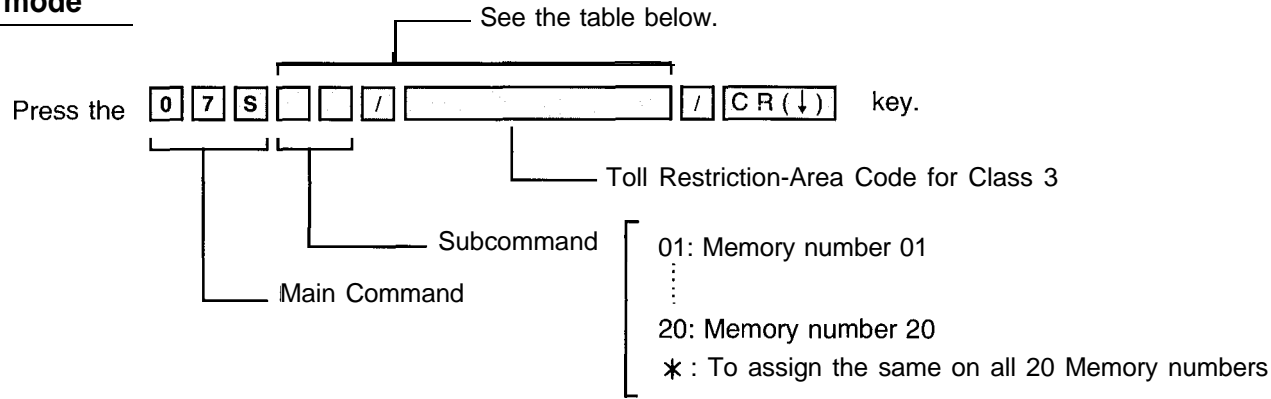 mode
See the table below.
Press the 0 7 S / / CR(↓) key.
Toll Restriction-Area Code for Class 3
Subcommand
01: Memory number 01
Main Command
20: Memory number 20
* : To assign the same on all 20 Memory numbers